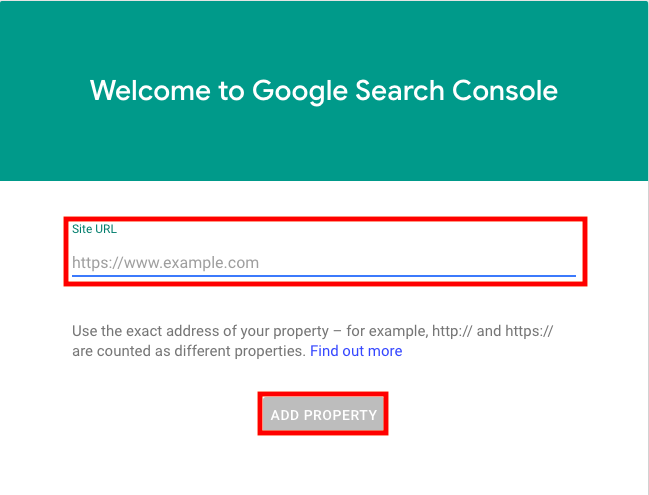 Welcome to Google Search Console
Site URL
https://www.example.com
Use the exact address of your property – for example, http:// and https://
are counted as different properties. Find out more
ADD PROPERTY